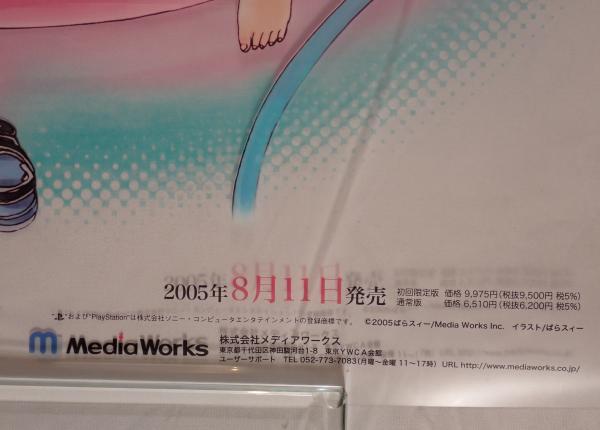 2005年8月11日発売
初回限定版 価格 9,975円(税抜9,500円 税5%)
通常版 価格 6,510円(税抜6,200円 税5%)
"PS"および"PlayStation"は株式会社ソニー・コンピュータエンタテインメントの登録商標です。
©2005ばらスィー/Media Works Inc. イラスト/ばらスィー
MediaWorks
株式会社メディアワークス
東京都千代田区神田駿河台1-8 東京YWCA会館
ユーザーサポート TEL 052-773-7083(月曜～金曜 11～17時) URL http://www.mediaworks.co.jp/